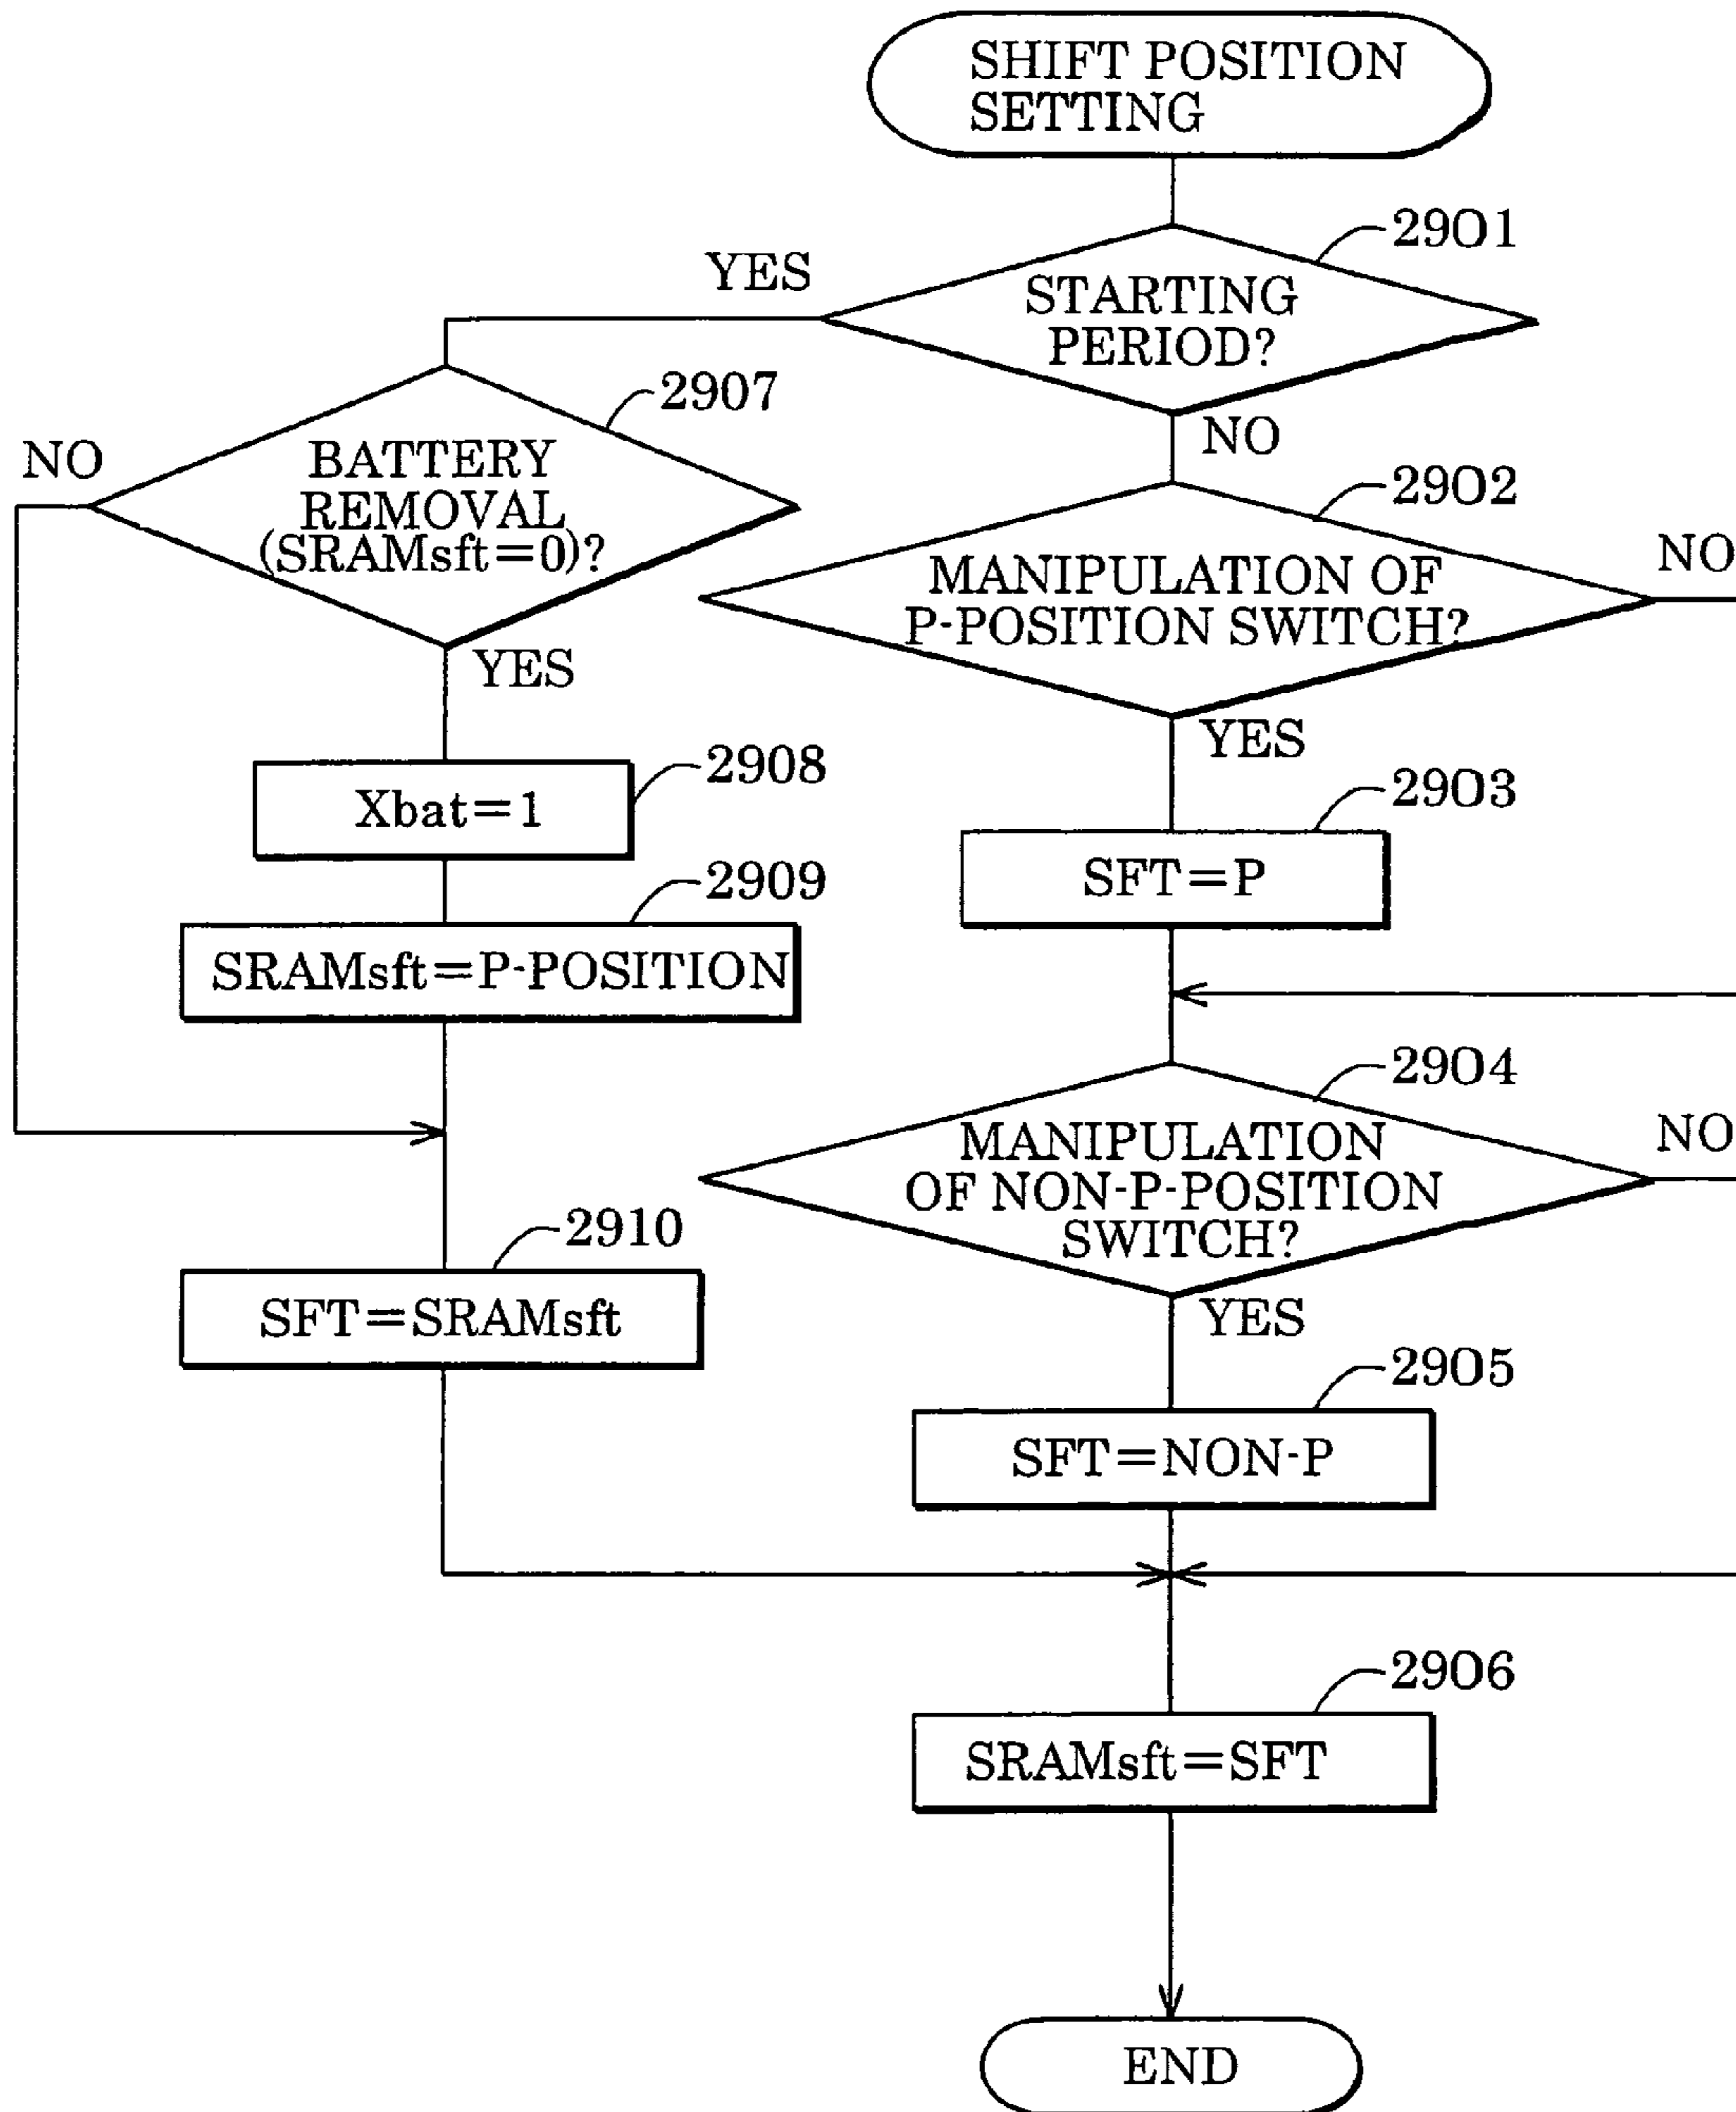 SHIFT POSITION
SETTING
2901
YES
STARTING
PERIOD?
NO
2907
NO
BATTERY
REMOVAL
(SRAMsft=0)?
YES
2902
NO
MANIPULATION OF
P-POSITION SWITCH?
YES
2908
Xbat=1
2903
SFT=P
2909
SRAMsft=P-POSITION
2904
NO
MANIPULATION
OF NON-P-POSITION
SWITCH?
YES
2910
SFT=SRAMsft
2905
SFT=NON-P
2906
SRAMsft=SFT
END